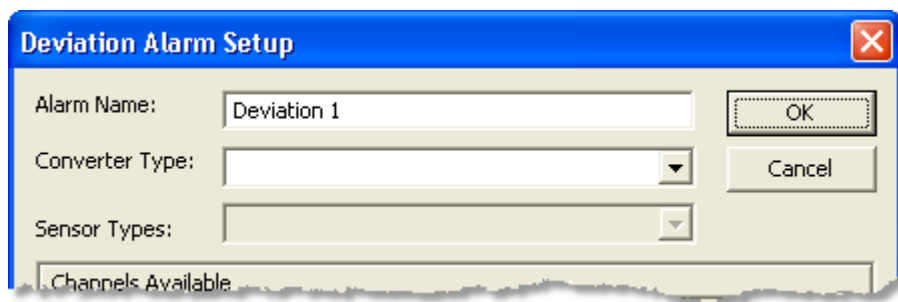 Deviation Alarm Setup
Alarm Name: Deviation 1 OK
Converter Type: Cancel
Sensor Types:
Channels Available